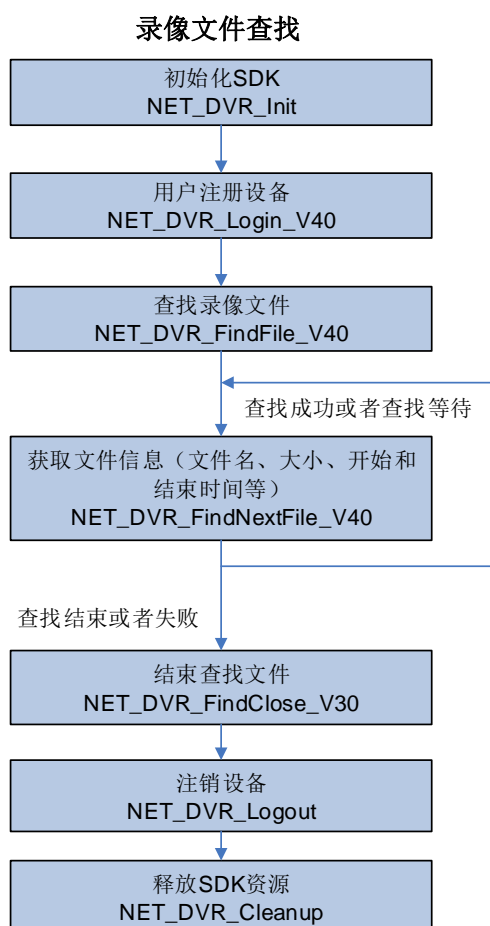 录像文件查找
初始化SDK
NET_DVR_Init
用户注册设备
NET_DVR_Login_V40
查找录像文件
NET_DVR_FindFile_V40
查找成功或者查找等待
获取文件信息（文件名、大小、开始和
结束时间等）
NET_DVR_FindNextFile_V40
查找结束或者失败
结束查找文件
NET_DVR_FindClose_V30
注销设备
NET_DVR_Logout
释放SDK资源
NET_DVR_Cleanup